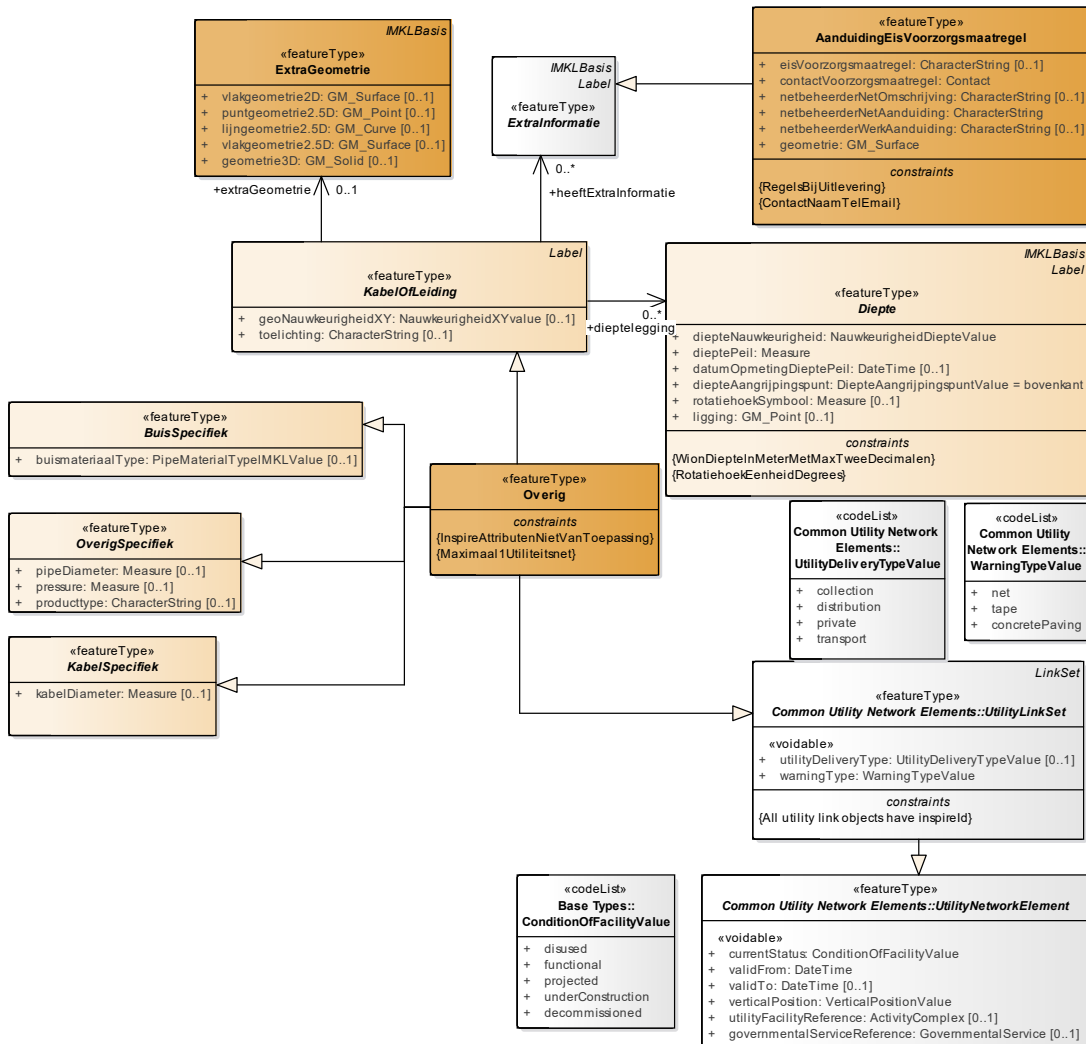 IMKLBasis
«featureType»
ExtraGeometrie
+ vlakgeometrie2D: GM_Surface [0..1]
+ puntgeometrie2.5D: GM_Point [0..1]
+ lijngeometrie2.5D: GM_Curve [0..1]
+ vlakgeometrie2.5D: GM_Surface [0..1]
+ geometrie3D: GM_Solid [0..1]
IMKLBasis
Label
«featureType»
ExtraInformatie
«featureType»
AanduidingEisVoorzorgsmaatregel
+ eisVoorzorgsmaatregel: CharacterString [0..1]
+ contactVoorzorgsmaatregel: Contact
+ netbeheerderNetOmschrijving: CharacterString [0..1]
+ netbeheerderNetAanduiding: CharacterString
+ netbeheerderWerkAanduiding: CharacterString [0..1]
+ geometrie: GM_Surface
constraints
{RegelsBijUitlevering}
{ContactNaamTelEmail}
+extraGeometrie
0..1
0..*
+heeftExtraInformatie
Label
«featureType»
KabelOfLeiding
+ geoNauwkeurigheidXY: NauwkeurigheidXYvalue [0..1]
+ toelichting: CharacterString [0..1]
0..*
+dieptelegging
IMKLBasis
Label
«featureType»
Diepte
+ diepteNauwkeurigheid: NauwkeurigheidDiepteValue
+ dieptePeil: Measure
+ datumOpmetingDieptePeil: DateTime [0..1]
+ diepteAangrijpingspunt: DiepteAangrijpingspuntValue = bovenkant
+ rotatiehoekSymbool: Measure [0..1]
+ ligging: GM_Point [0..1]
constraints
{WionDiepteInMeterMetMaxTweeDecimalen}
{RotatiehoekEenheidDegrees}
«featureType»
BuisSpecifiek
+ buismateriaalType: PipeMaterialTypeIMKLValue [0..1]
«featureType»
Overig
constraints
{InspireAttributenNietVanToepassing}
{Maximaal1Utiliteitsnet}
«featureType»
OverigSpecifiek
+ pipeDiameter: Measure [0..1]
+ pressure: Measure [0..1]
+ producttype: CharacterString [0..1]
«featureType»
KabelSpecifiek
+ kabelDiameter: Measure [0..1]
«codeList»
Common Utility Network
Elements::
UtilityDeliveryTypeValue
+ collection
+ distribution
+ private
+ transport
«codeList»
Common Utility
Network Elements::
WarningTypeValue
+ net
+ tape
+ concretePaving
LinkSet
«featureType»
Common Utility Network Elements::UtilityLinkSet
«voidable»
+ utilityDeliveryType: UtilityDeliveryTypeValue [0..1]
+ warningType: WarningTypeValue
constraints
{All utility link objects have inspireId}
«codeList»
Base Types::
ConditionOfFacilityValue
+ disused
+ functional
+ projected
+ underConstruction
+ decommissioned
«featureType»
Common Utility Network Elements::UtilityNetworkElement
«voidable»
+ currentStatus: ConditionOfFacilityValue
+ validFrom: DateTime
+ validTo: DateTime [0..1]
+ verticalPosition: VerticalPositionValue
+ utilityFacilityReference: ActivityComplex [0..1]
+ governmentalServiceReference: GovernmentalService [0..1]